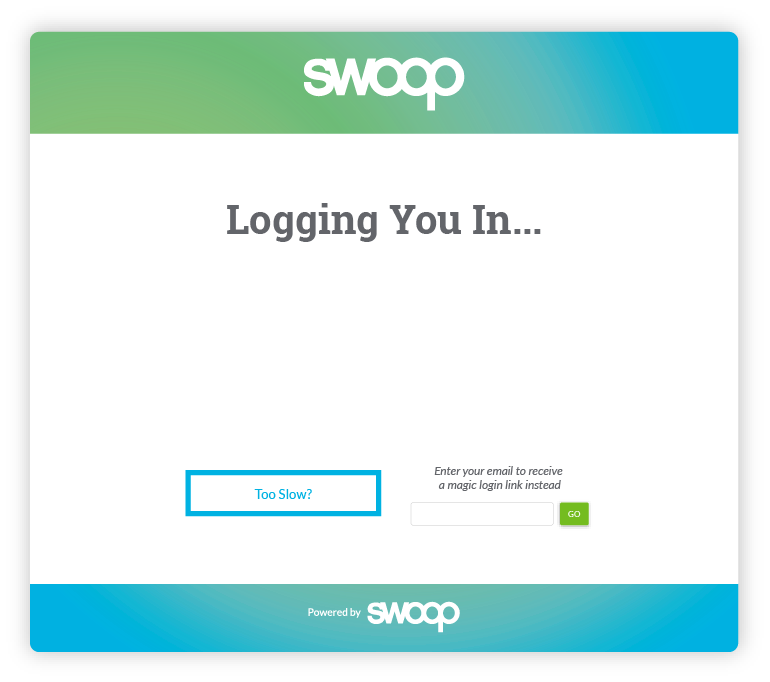 swoop
Logging You In...
Too Slow?
Enter your email to receive
a magic login link instead
GO
Powered by swoop